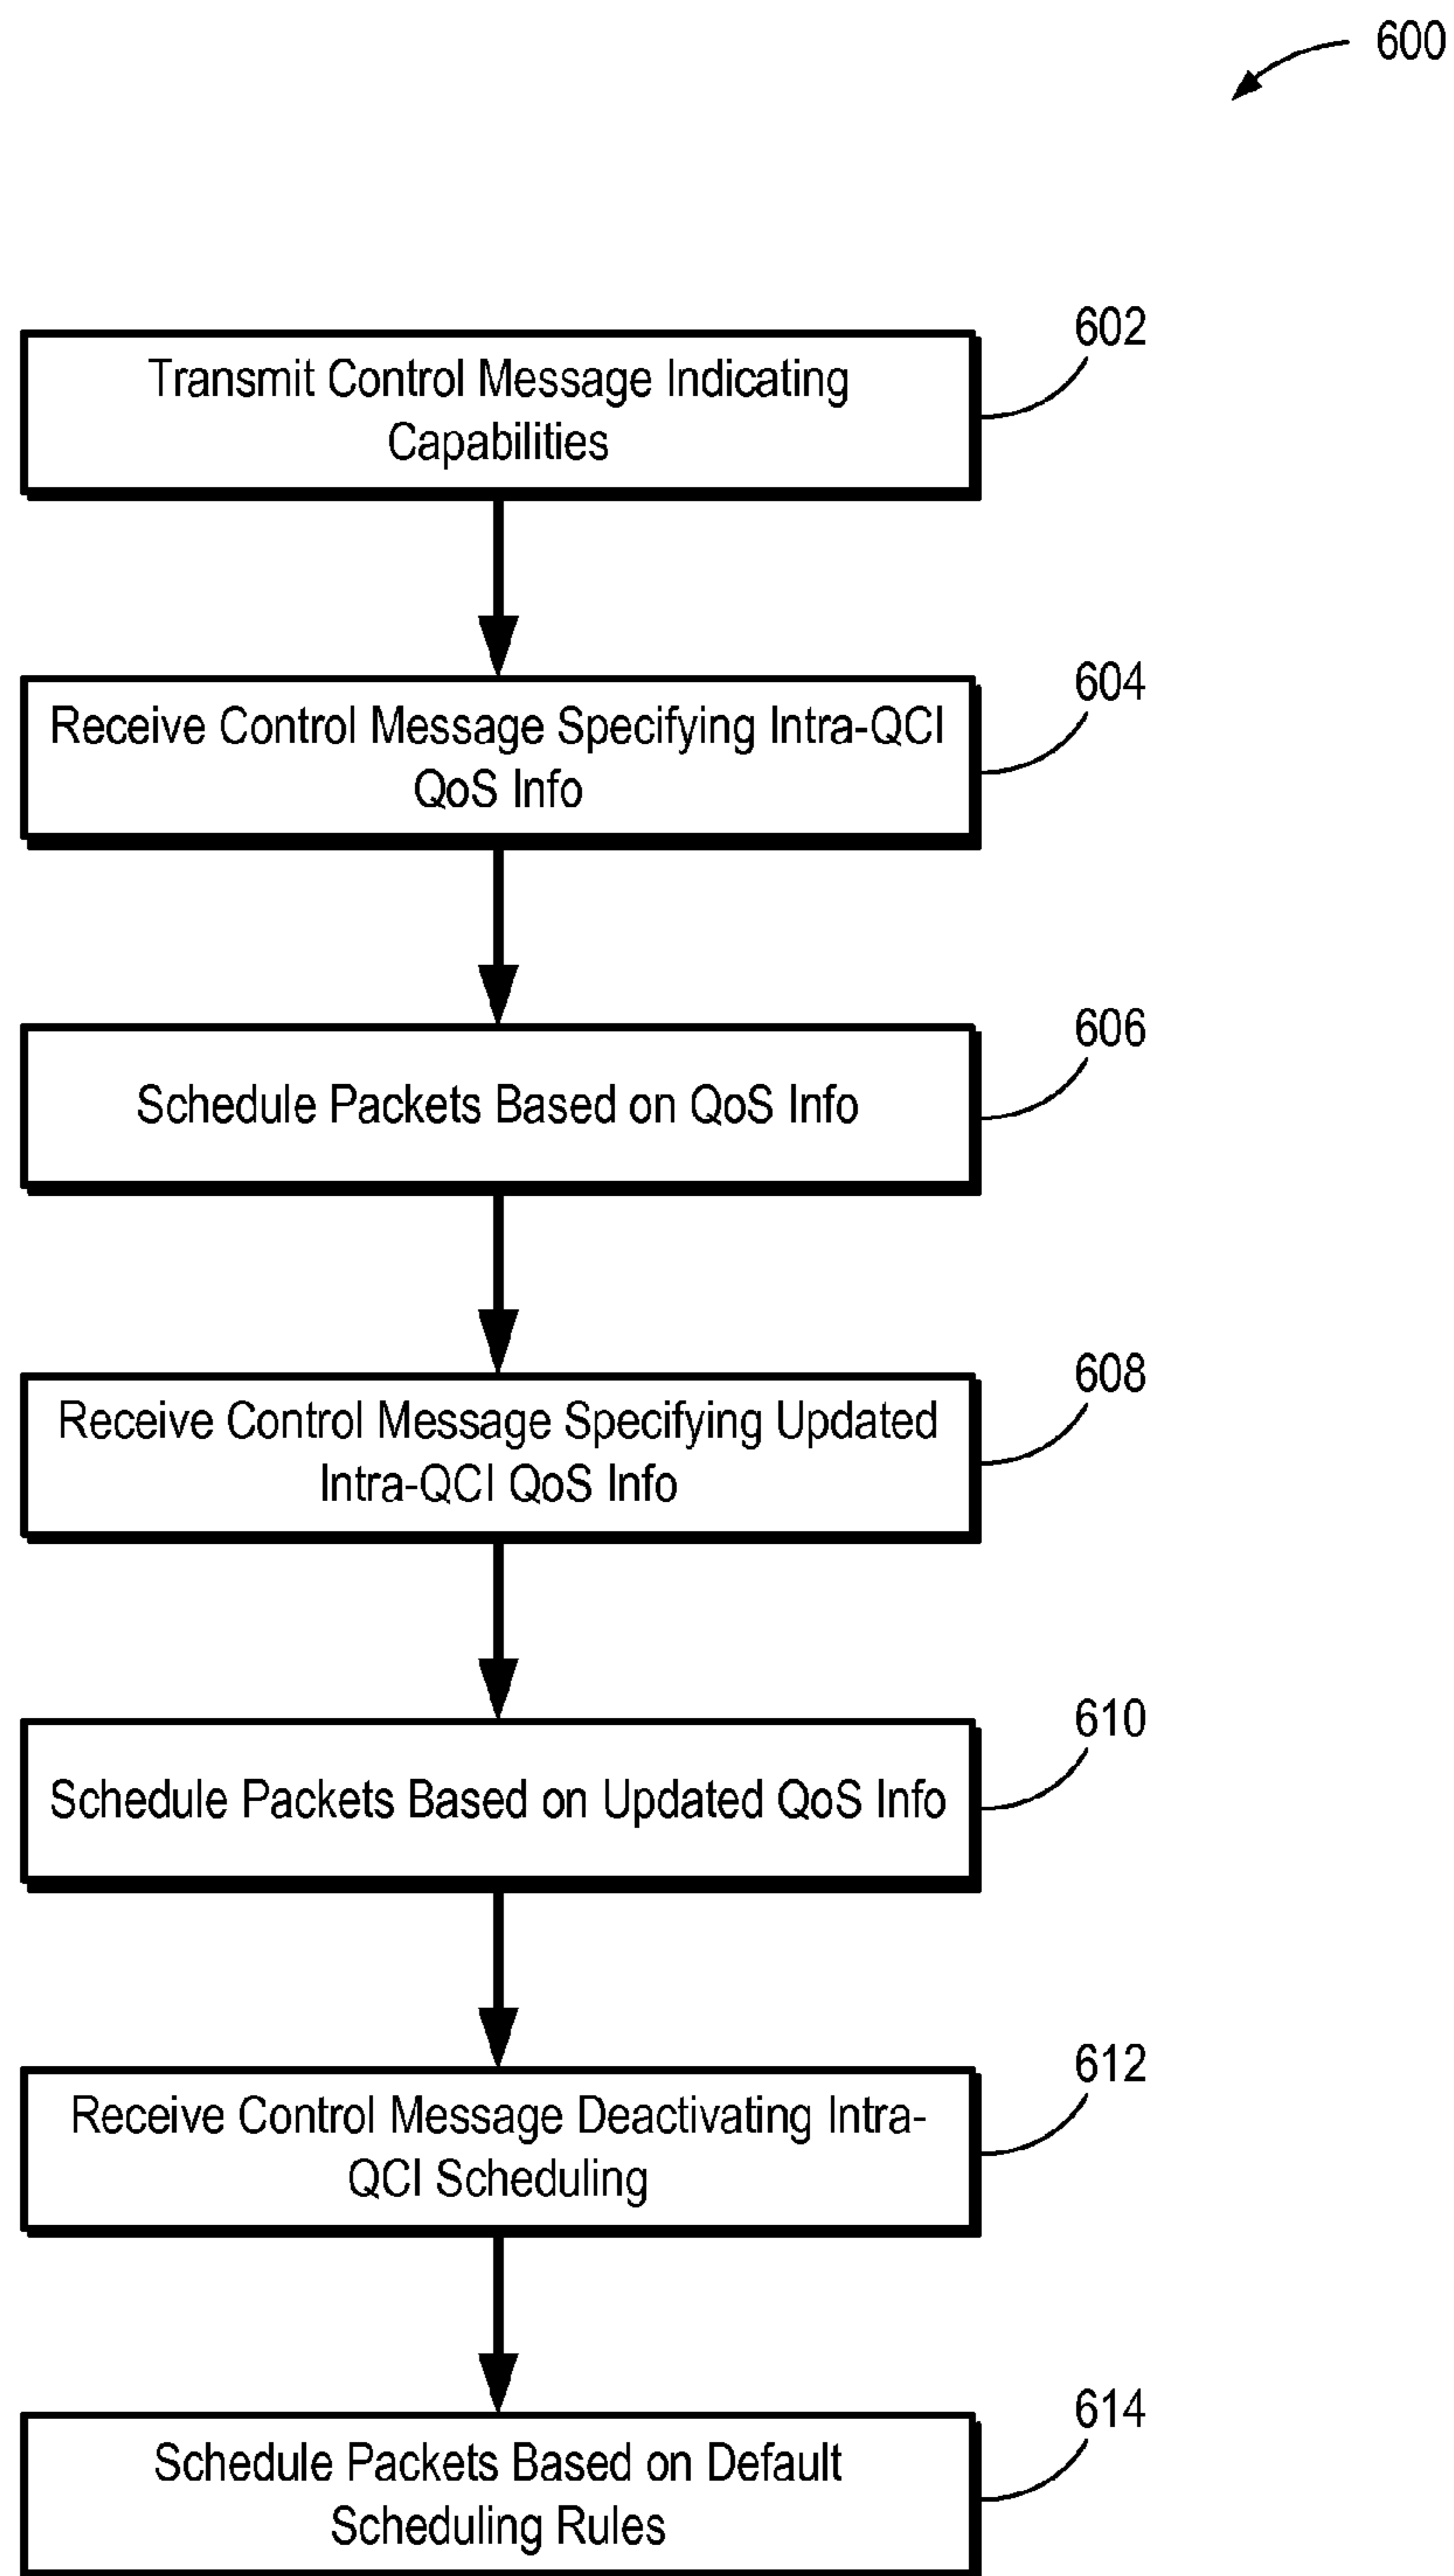 600
602
Transmit Control Message Indicating
Capabilities
604
Receive Control Message Specifying Intra-QCI
QoS Info
606
Schedule Packets Based on QoS Info
608
Receive Control Message Specifying Updated
Intra-QCI QoS Info
610
Schedule Packets Based on Updated QoS Info
612
Receive Control Message Deactivating Intra-
QCI Scheduling
614
Schedule Packets Based on Default
Scheduling Rules